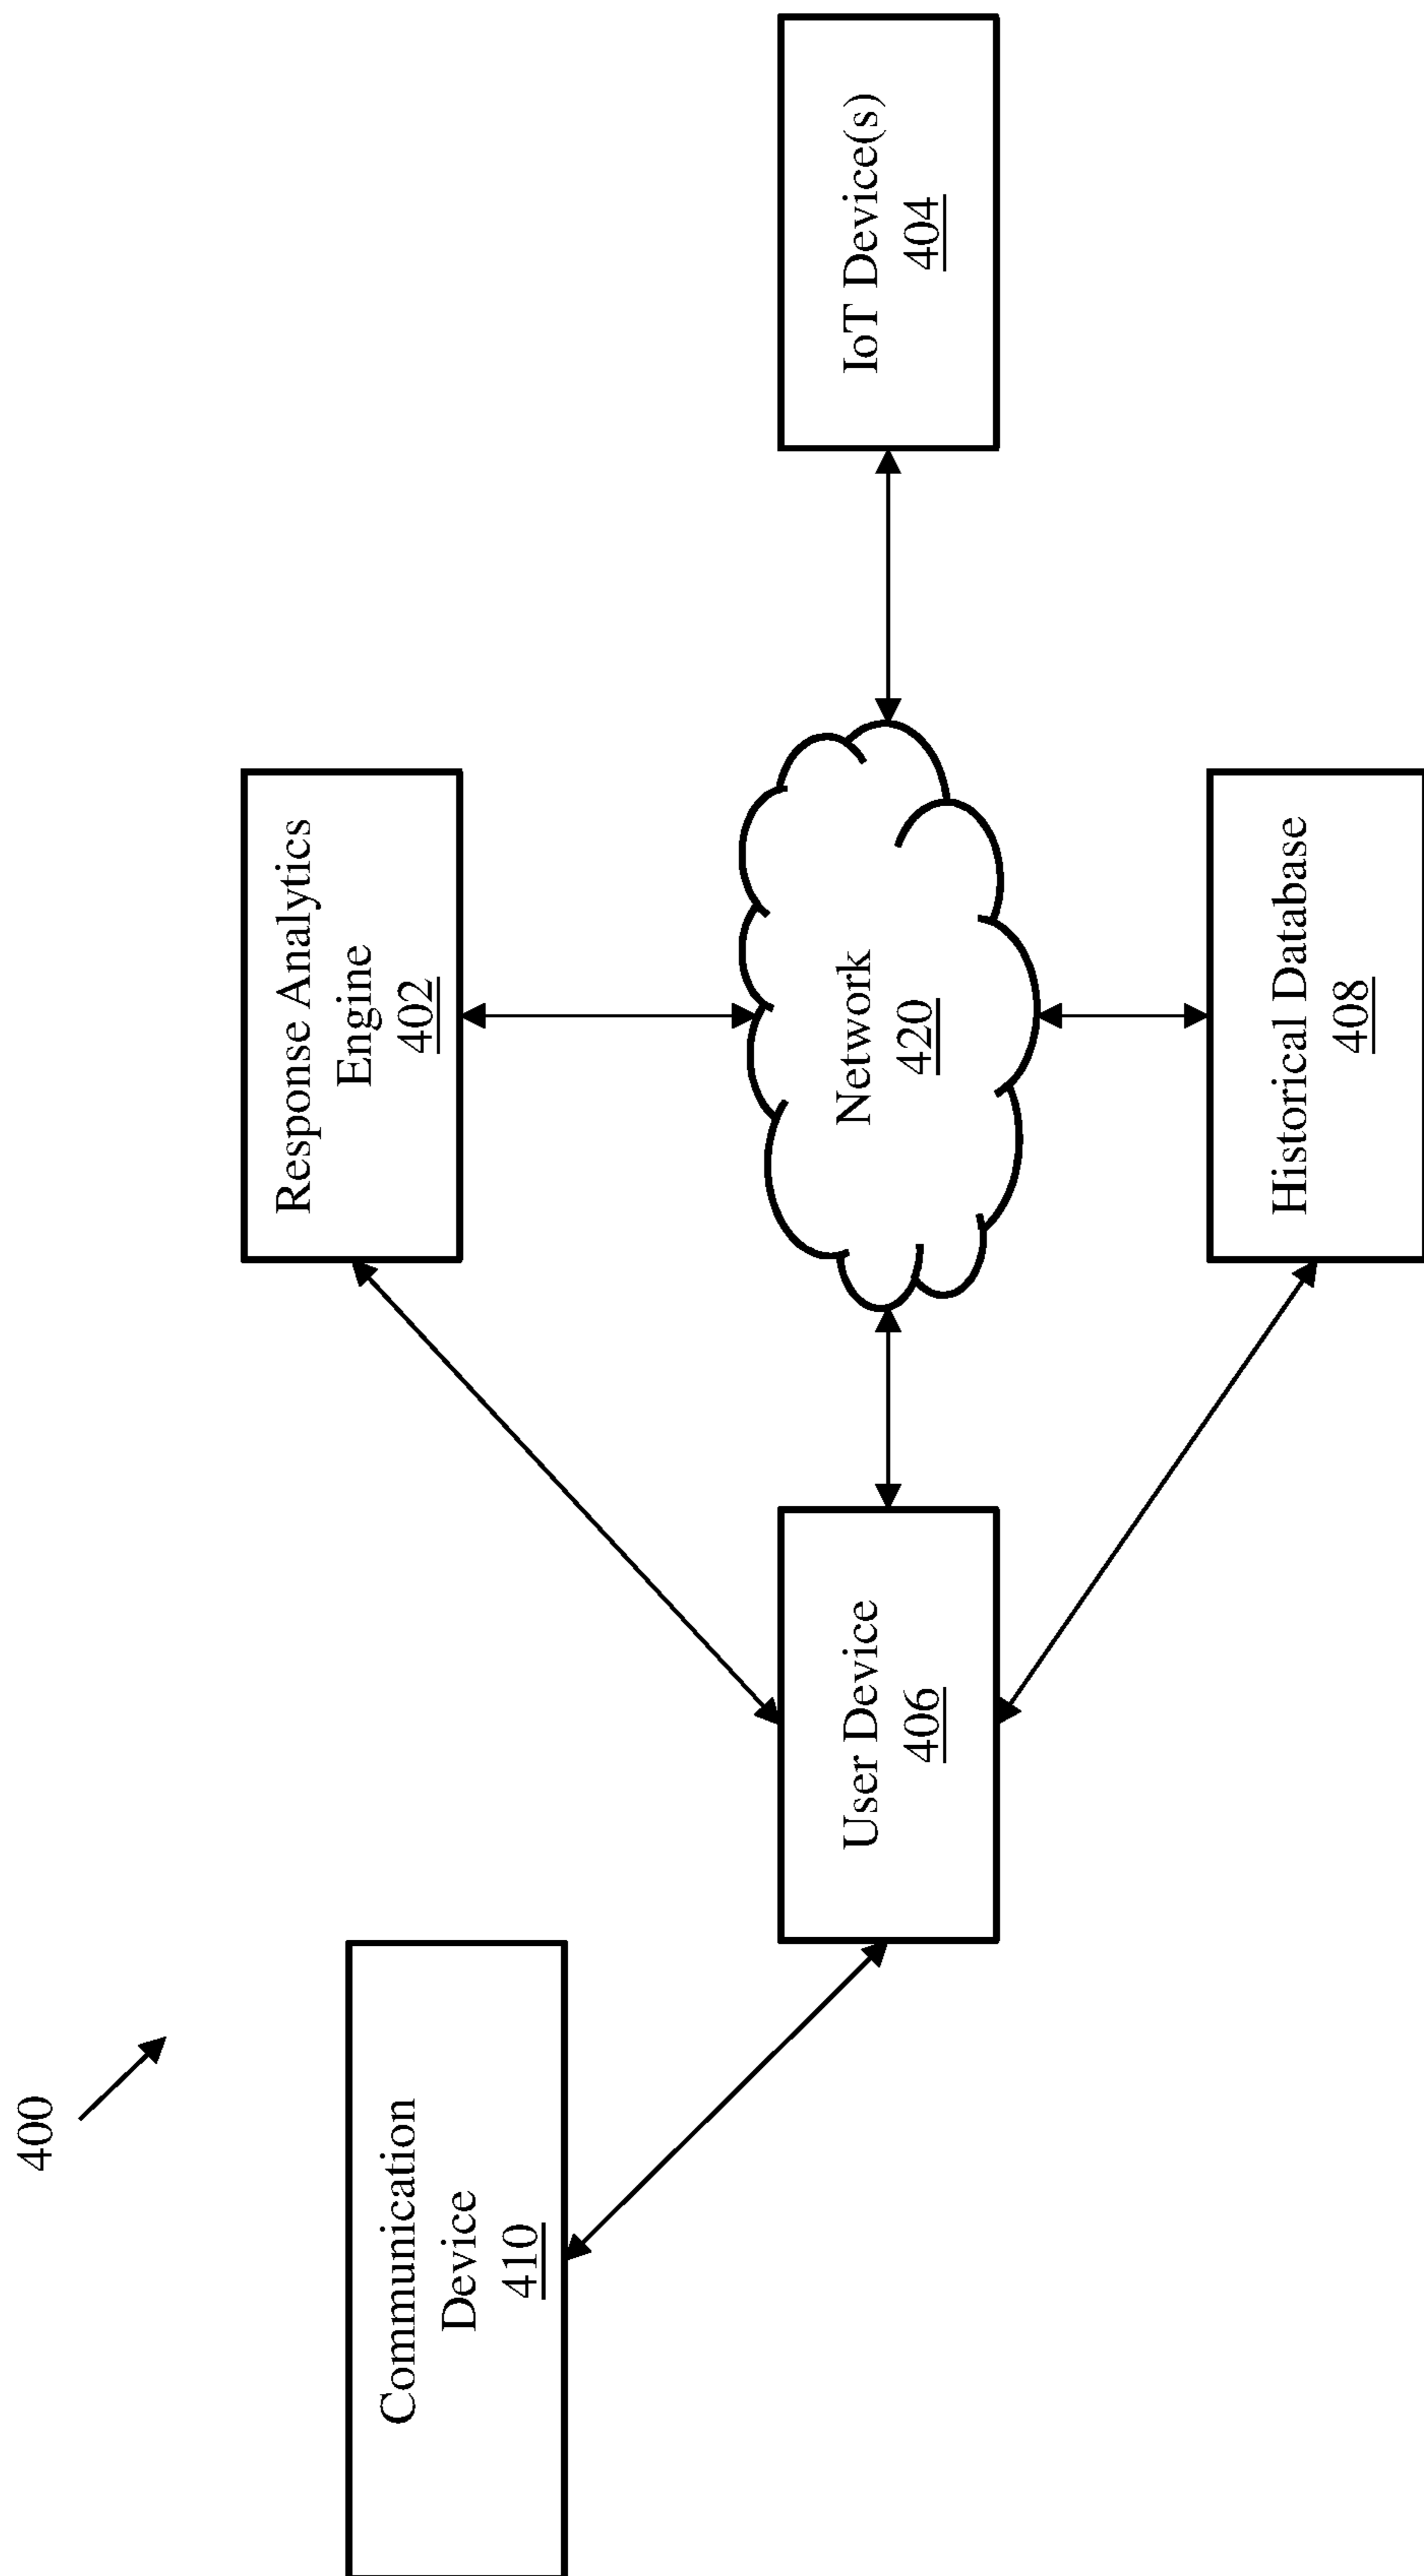 400
Communication
Device
410
Response Analytics
Engine
402
User Device
406
Network
420
IoT Device(s)
404
Historical Database
408